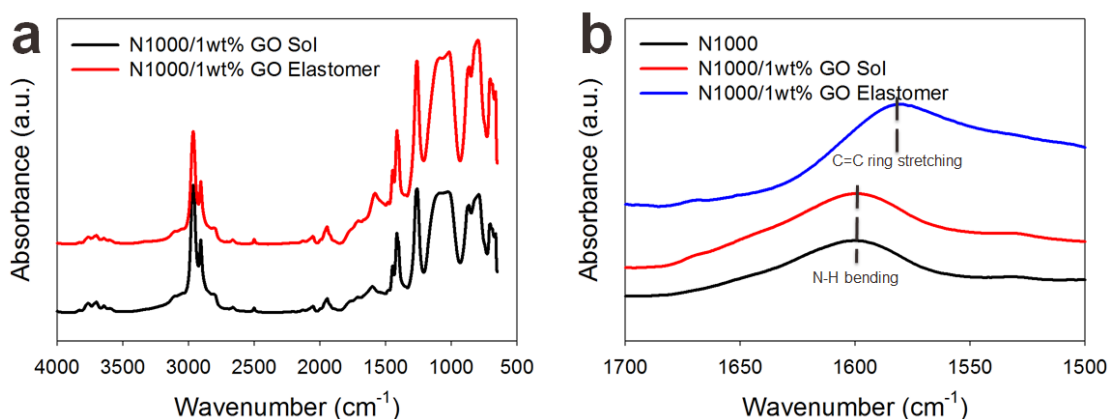 a
N1000/1wt% GO Sol
N1000/1wt% GO Elastomer
Absorbance (a.u.)
4000 3500 3000 2500 2000 1500 1000 500
Wavenumber (cm⁻¹)
b
N1000
N1000/1wt% GO Sol
N1000/1wt% GO Elastomer
C=C ring stretching
N-H bending
Absorbance (a.u.)
1700 1650 1600 1550 1500
Wavenumber (cm⁻¹)